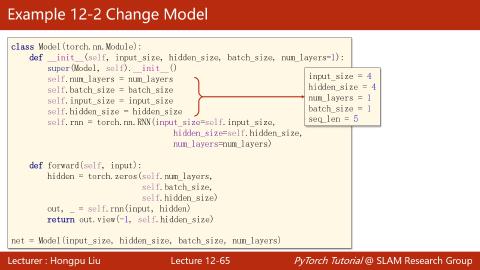 Example 12-2 Change Model
class Model(torch.nn.Module):
    def __init__(self, input_size, hidden_size, batch_size, num_layers=1):
        super(Model, self).__init__()
        self.num_layers = num_layers
        self.batch_size = batch_size
        self.input_size = input_size
        self.hidden_size = hidden_size
        self.rnn = torch.nn.RNN(input_size=self.input_size,
                                hidden_size=self.hidden_size,
                                num_layers=num_layers)
    def forward(self, input):
        hidden = torch.zeros(self.num_layers,
                             self.batch_size,
                             self.hidden_size)
        out, _ = self.rnn(input, hidden)
        return out.view(-1, self.hidden_size)
net = Model(input_size, hidden_size, batch_size, num_layers)
input_size = 4
hidden_size = 4
num_layers = 1
batch_size = 1
seq_len = 5
Lecturer : Hongpu Liu
Lecture 12-65
PyTorch Tutorial @ SLAM Research Group